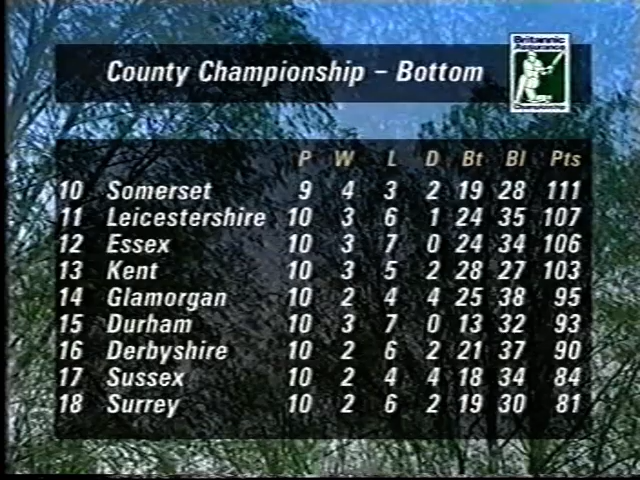 County Championship – Bottom
Britannic
Assurance
Championship
P W L D Bt Bl Pts
10 Somerset 9 4 3 2 19 28 111
11 Leicestershire 10 3 6 1 24 35 107
12 Essex 10 3 7 0 24 34 106
13 Kent 10 3 5 2 28 27 103
14 Glamorgan 10 2 4 4 25 38 95
15 Durham 10 3 7 0 13 32 93
16 Derbyshire 10 2 6 2 21 37 90
17 Sussex 10 2 4 4 18 34 84
18 Surrey 10 2 6 2 19 30 81